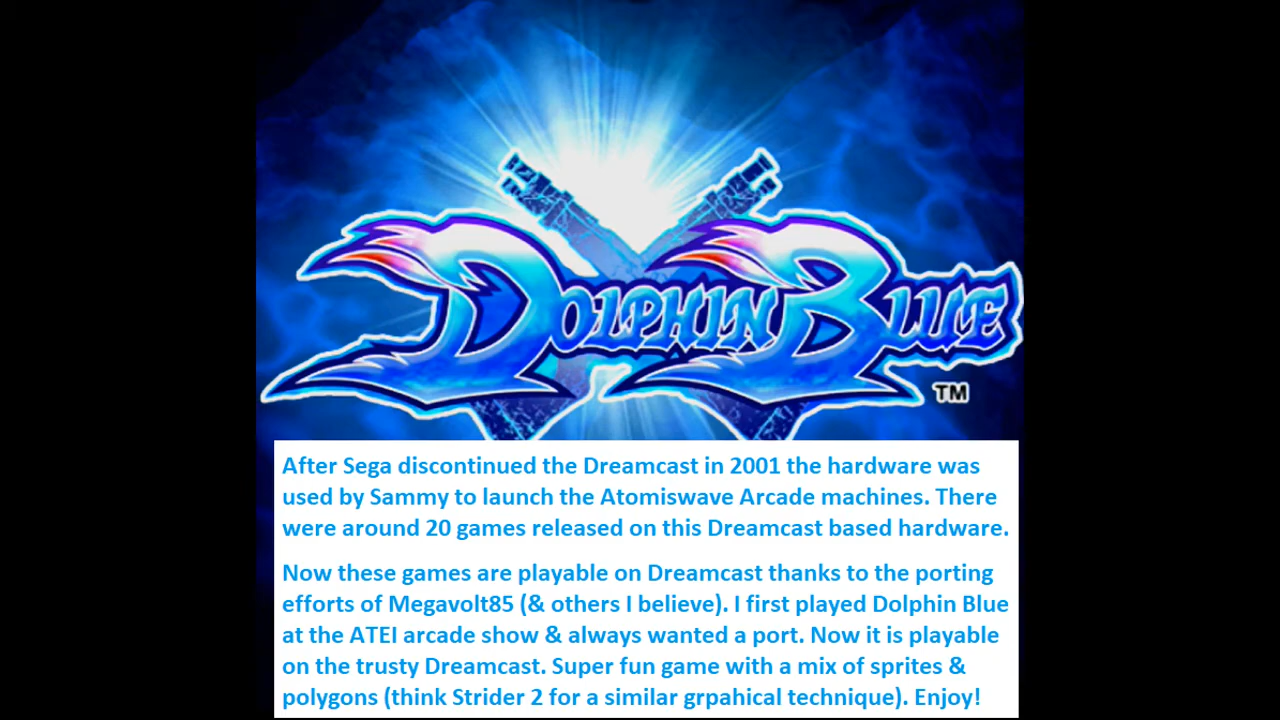 DOLPHIN BLUE
TM
After Sega discontinued the Dreamcast in 2001 the hardware was
used by Sammy to launch the Atomiswave Arcade machines. There
were around 20 games released on this Dreamcast based hardware.
Now these games are playable on Dreamcast thanks to the porting
efforts of Megavolt85 (& others I believe). I first played Dolphin Blue
at the ATEI arcade show & always wanted a port. Now it is playable
on the trusty Dreamcast. Super fun game with a mix of sprites &
polygons (think Strider 2 for a similar grpahical technique). Enjoy!